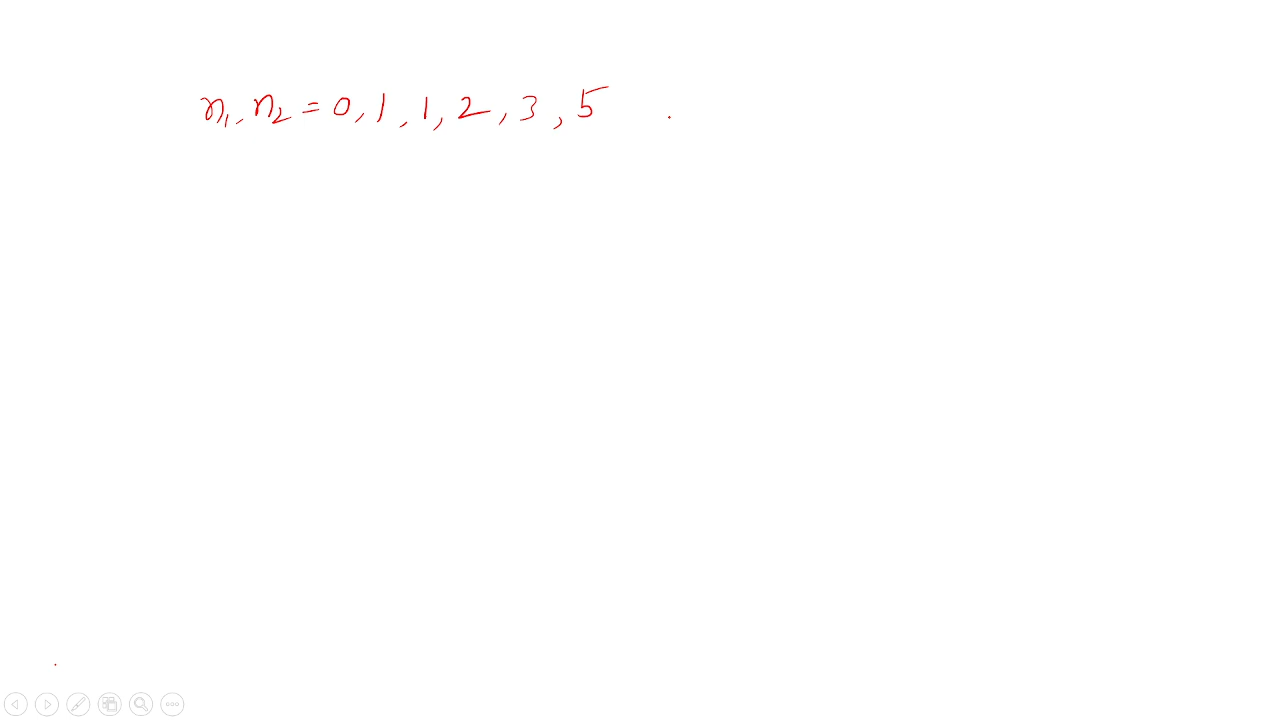 n₁, n₂ = 0, 1, 1, 2, 3, 5